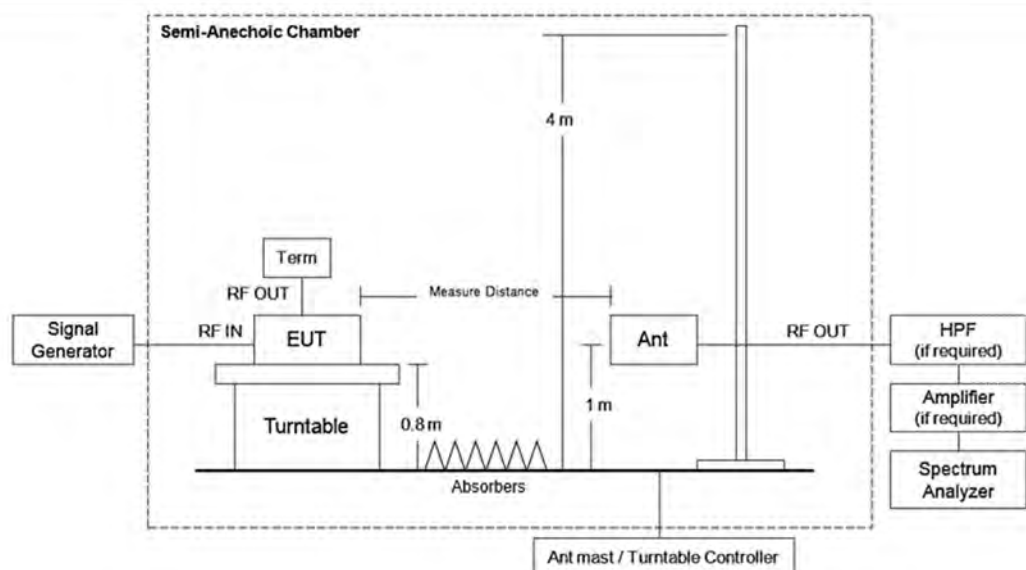 Semi-Anechoic Chamber
4 m
Term
RF OUT
Measure Distance
Signal
Generator
RF IN
EUT
Ant
RF OUT
HPF
(if required)
Turntable
0.8 m
1 m
Amplifier
(if required)
Absorbers
Spectrum
Analyzer
Ant mast / Turntable Controller